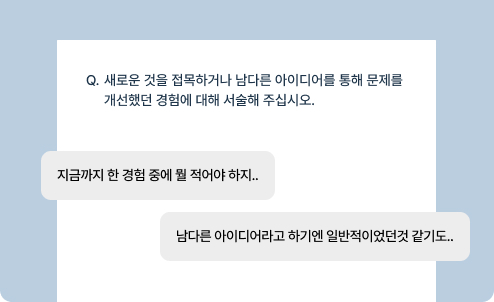 Q. 새로운 것을 접목하거나 남다른 아이디어를 통해 문제를
개선했던 경험에 대해 서술해 주십시오.
지금까지 한 경험 중에 뭘 적어야 하지..
남다른 아이디어라고 하기엔 일반적이었던것 같기도..